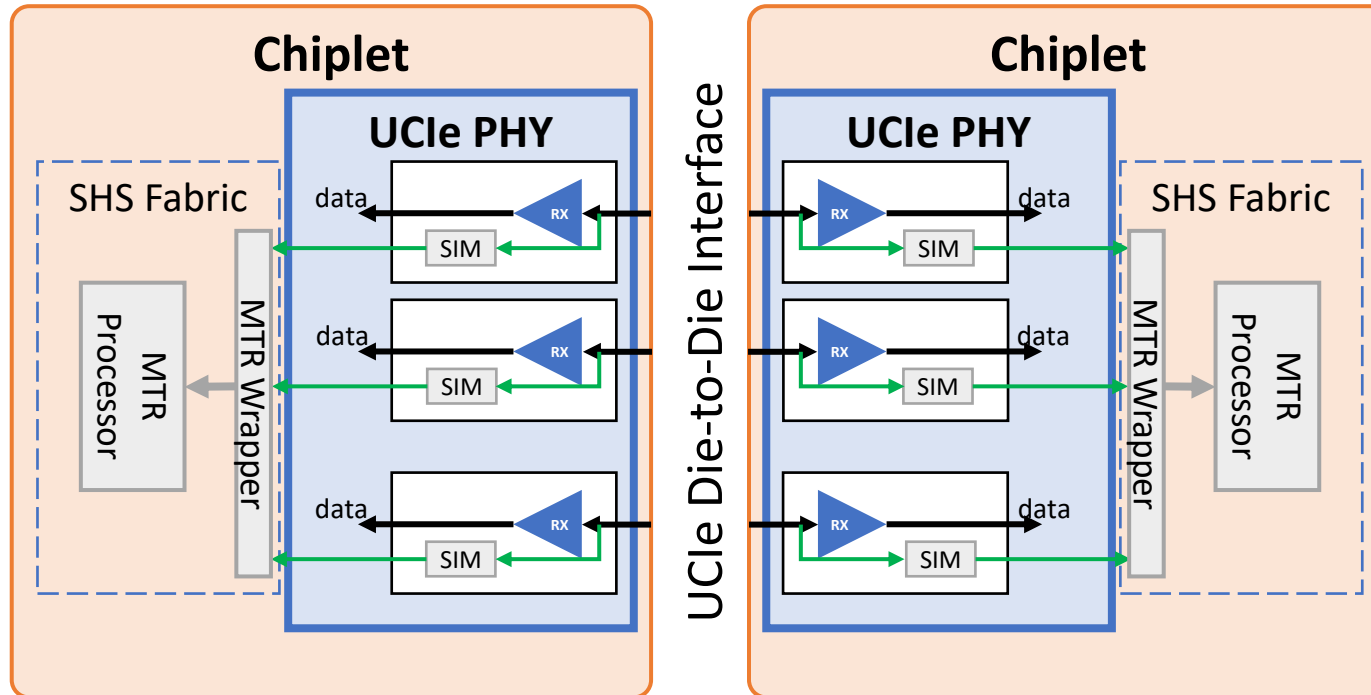 Chiplet
UCIe PHY
SHS Fabric
data
RX
SIM
data
RX
SIM
data
RX
SIM
MTR Wrapper
MTR
Processor
UCIe Die-to-Die Interface
Chiplet
UCIe PHY
SHS Fabric
RX
data
SIM
RX
data
SIM
RX
data
SIM
MTR Wrapper
MTR
Processor